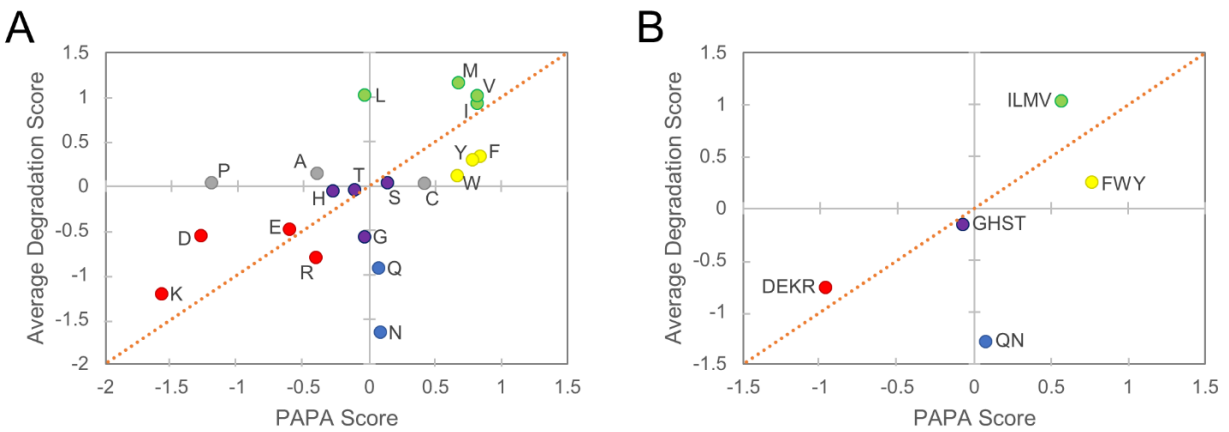 A
B
1.5
1
0.5
0
-0.5
-1
-1.5
-2
Average Degradation Score
-2
-1.5
-1
-0.5
0
0.5
1
1.5
PAPA Score
M
V
L
I
P
A
T
Y
F
W
H
S
C
D
E
G
R
Q
K
N
1.5
1
0.5
0
-0.5
-1
-1.5
Average Degradation Score
-1.5
-1
-0.5
0
0.5
1
1.5
PAPA Score
ILMV
FWY
GHST
DEKR
QN